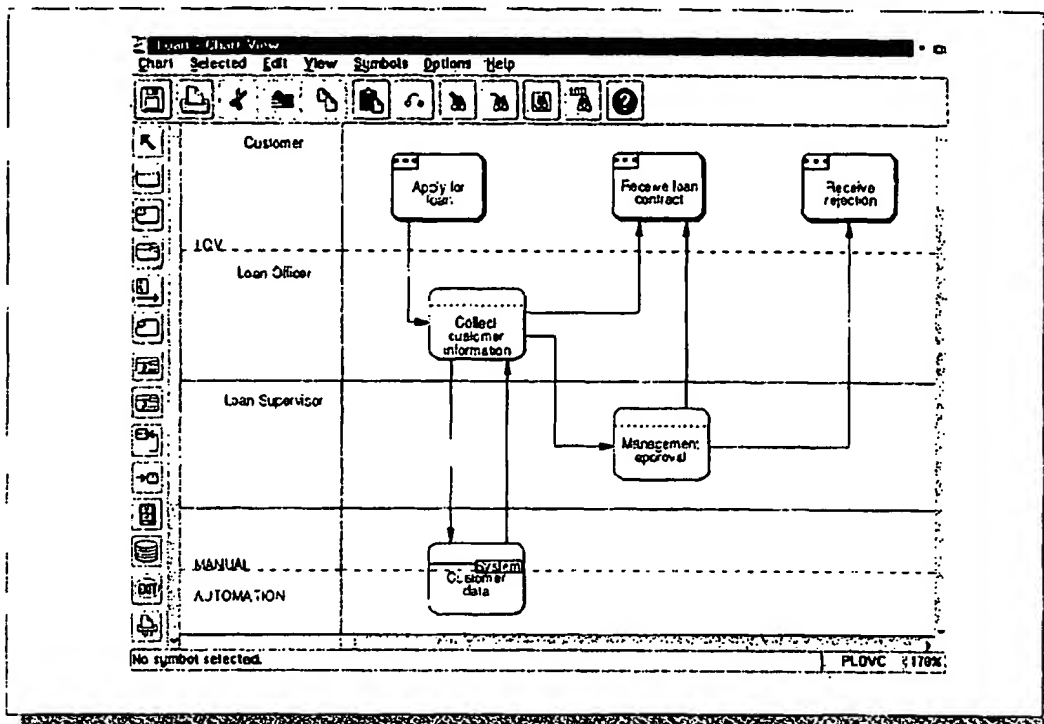 Loan - Chart View
Chart Selected Edit View Symbols Options Help
Customer
Apply for
loan
Receive loan
contract
Receive
rejection
LOV
Loan Officer
Collect
customer
information
Loan Supervisor
Management
approval
MANUAL
System
Customer
data
AUTOMATION
No symbol selected.
PLOVC
170%